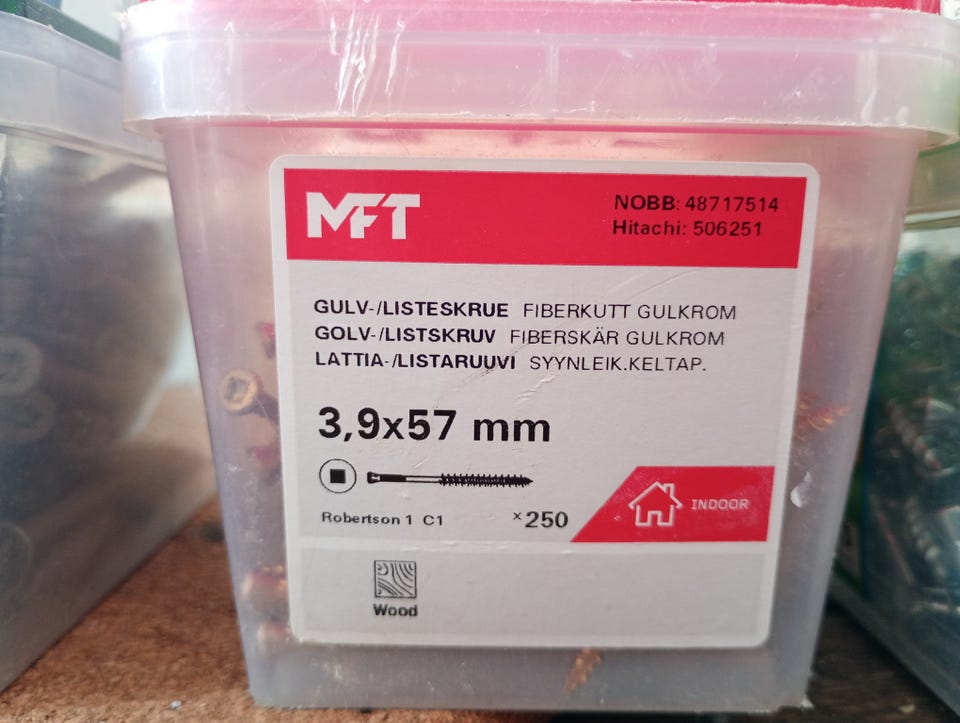 MFT
NOBB: 48717514
Hitachi: 506251
GULV-/LISTESKRUE FIBERKUTT GULKROM
GOLV-/LISTSKRUV FIBERSKÄR GULKROM
LATTIA-/LISTARUUVI SYYNLEIK.KELTAP.
3,9x57 mm
Robertson 1 C1
x250
INDOOR
Wood